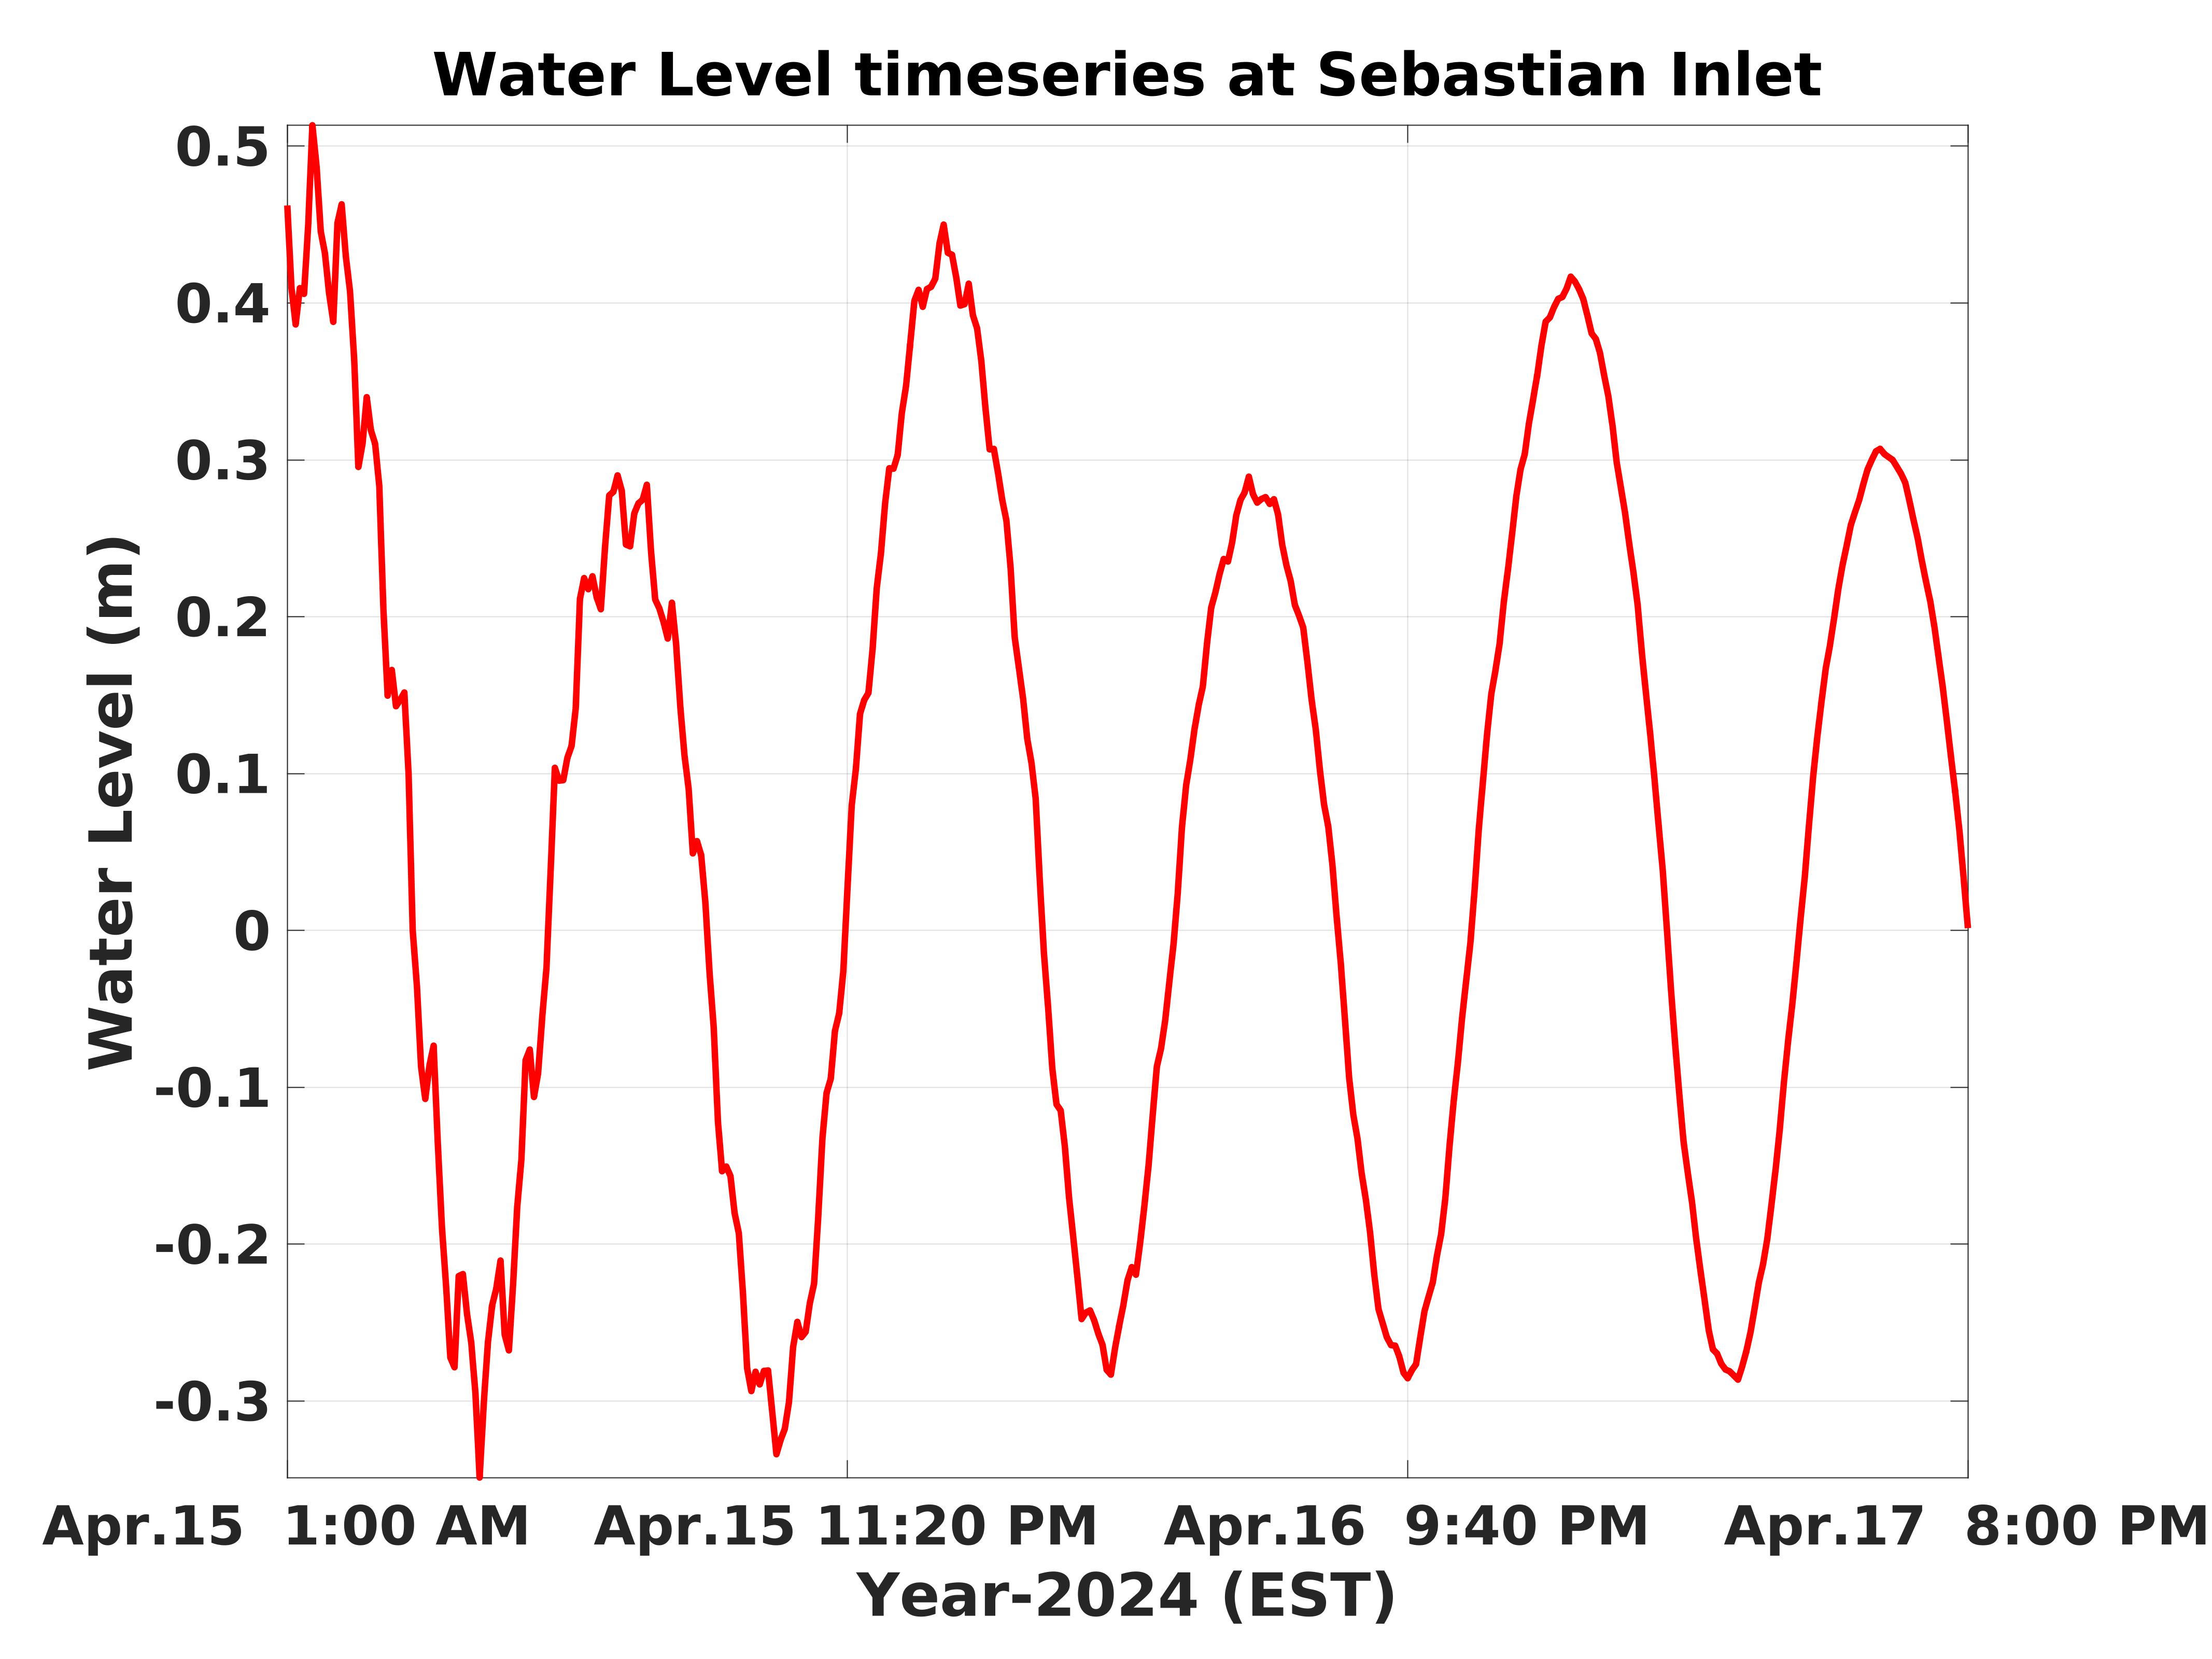 Water Level timeseries at Sebastian Inlet
0.5
0.4
0.3
0.2
0.1
0
-0.1
-0.2
-0.3
Water Level (m)
Apr.15 1:00 AM
Apr.15 11:20 PM
Apr.16 9:40 PM
Apr.17 8:00 PM
Year-2024 (EST)